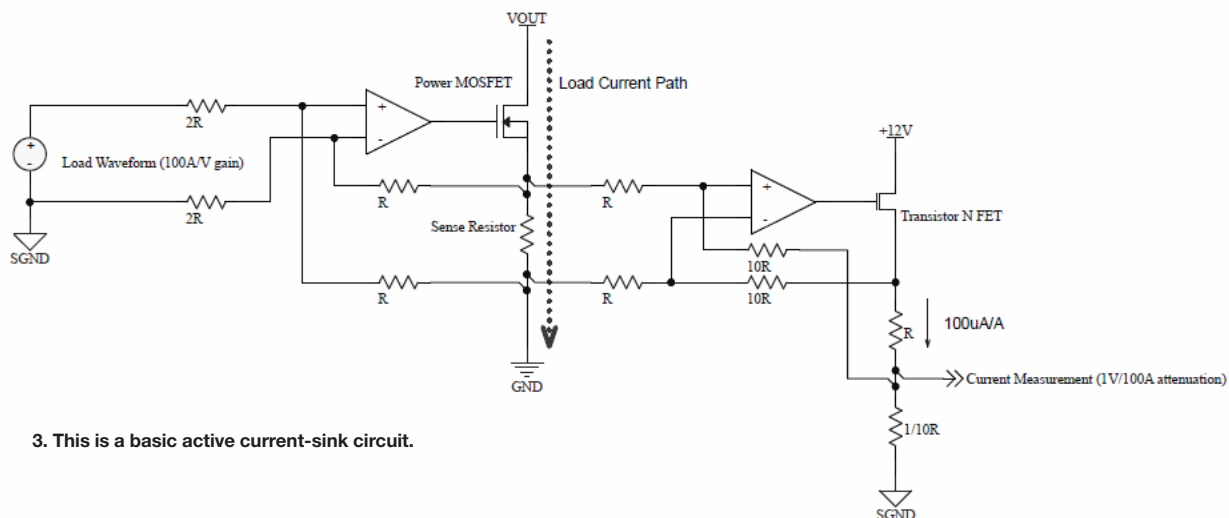 VOUT
Power MOSFET
Load Current Path
+
-
2R
+12V
+
-
Load Waveform (100A/V gain)
+
-
R
R
Transistor N FET
2R
Sense Resistor
SGND
10R
R
R
10R
R
100uA/A
GND
Current Measurement (1V/100A attenuation)
3. This is a basic active current-sink circuit.
1/10R
SGND